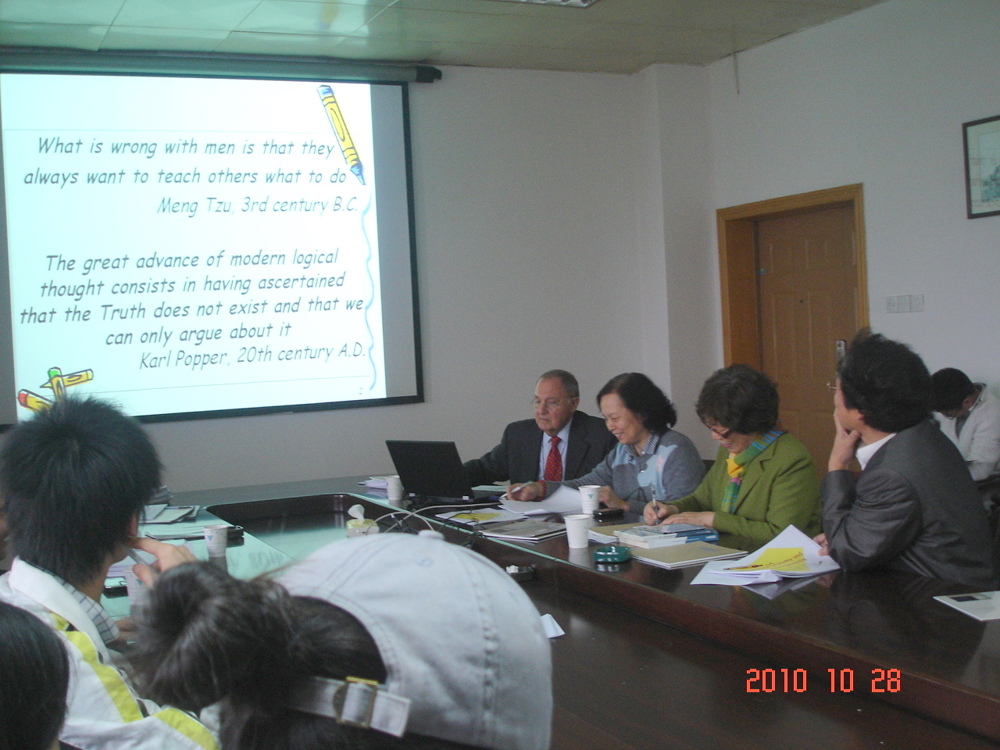 What is wrong with men is that they
always want to teach others what to do
Meng Tzu, 3rd century B.C.
The great advance of modern logical
thought consists in having ascertained
that the Truth does not exist and that we
can only argue about it
Karl Popper, 20th century A.D.
2
2010 10 28